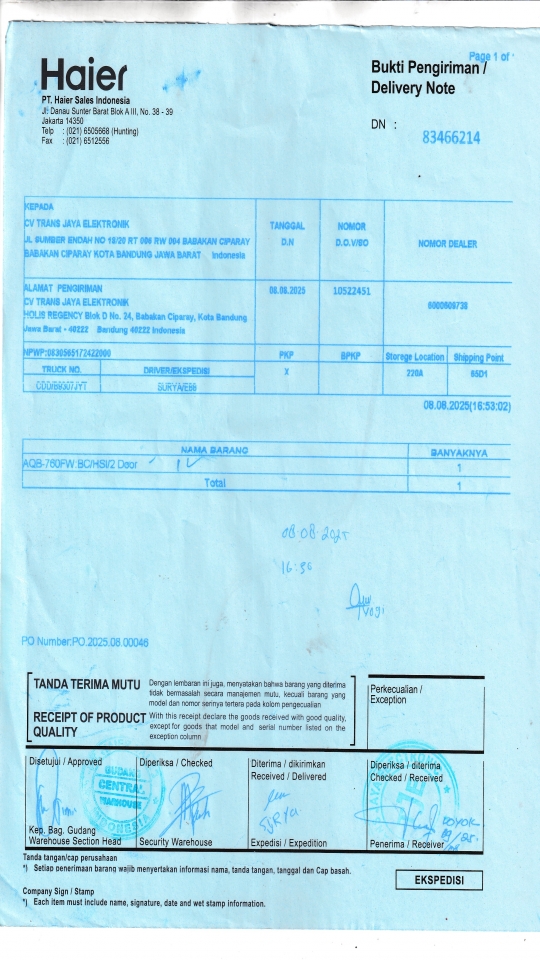 Page 1 of
Haier
PT. Haier Sales Indonesia
Jl. Danau Sunter Barat Blok A III, No. 38 - 39
Jakarta 14350
Telp : (021) 6505668 (Hunting)
Fax : (021) 6512556
Bukti Pengiriman /
Delivery Note
DN :
83466214
KEPADA
CV TRANS JAYA ELEKTRONIK
JL SUMBER ENDAH NO 18/20 RT 006 RW 004 BABAKAN CIPARAY
BABAKAN CIPARAY KOTA BANDUNG JAWA BARAT Indonesia
TANGGAL
D.N
NOMOR
D.O.V/SO
NOMOR DEALER
ALAMAT PENGIRIMAN
CV TRANS JAYA ELEKTRONIK
HOLIS REGENCY Blok D No. 24, Babakan Ciparay, Kota Bandung
Jawa Barat - 40222 Bandung 40222 Indonesia
08.08.2025
10522451
NPWP:0830565172422000
PKP
BPKP
Storege Location
Shipping Point
TRUCK NO.
DRIVER/EKSPEDISI
X
220A
65D1
SURYA/EBB
08.08.2025(16:53:02)
NAMA BARANG
BANYAKNYA
AQB-760FW:BC/HSI/2 Door
1
Total
1
08.08.2025
16:36
Yogi
PO Number:PO.2025.08.00046
TANDA TERIMA MUTU
Dengan lembaran ini juga, menyatakan bahwa barang yang diterima
tidak bermasalah secara manajemen mutu, kecuali barang yang
model dan nomor serinya tertera pada kolom pengecualian
RECEIPT OF PRODUCT
QUALITY
With this receipt declare the goods received with good quality,
except for goods that model and serial number listed on the
exception column
Perkecualian /
Exception
Disetujui / Approved
Diperiksa / Checked
Diterima / dikirimkan
Received / Delivered
Diperiksa / diterima
Checked / Received
GUDANG
CENTRAL
WAREHOUSE
INDONESIA
SURYA
Kep. Bag. Gudang
Warehouse Section Head
Security Warehouse
Expedisi / Expedition
Penerima / Receiver
Tanda tangan/cap perusahaan
*) Setiap penerimaan barang wajib menyertakan informasi nama, tanda tangan, tanggal dan Cap basah.
EKSPEDISI
Company Sign / Stamp
*) Each item must include name, signature, date and wet stamp information.